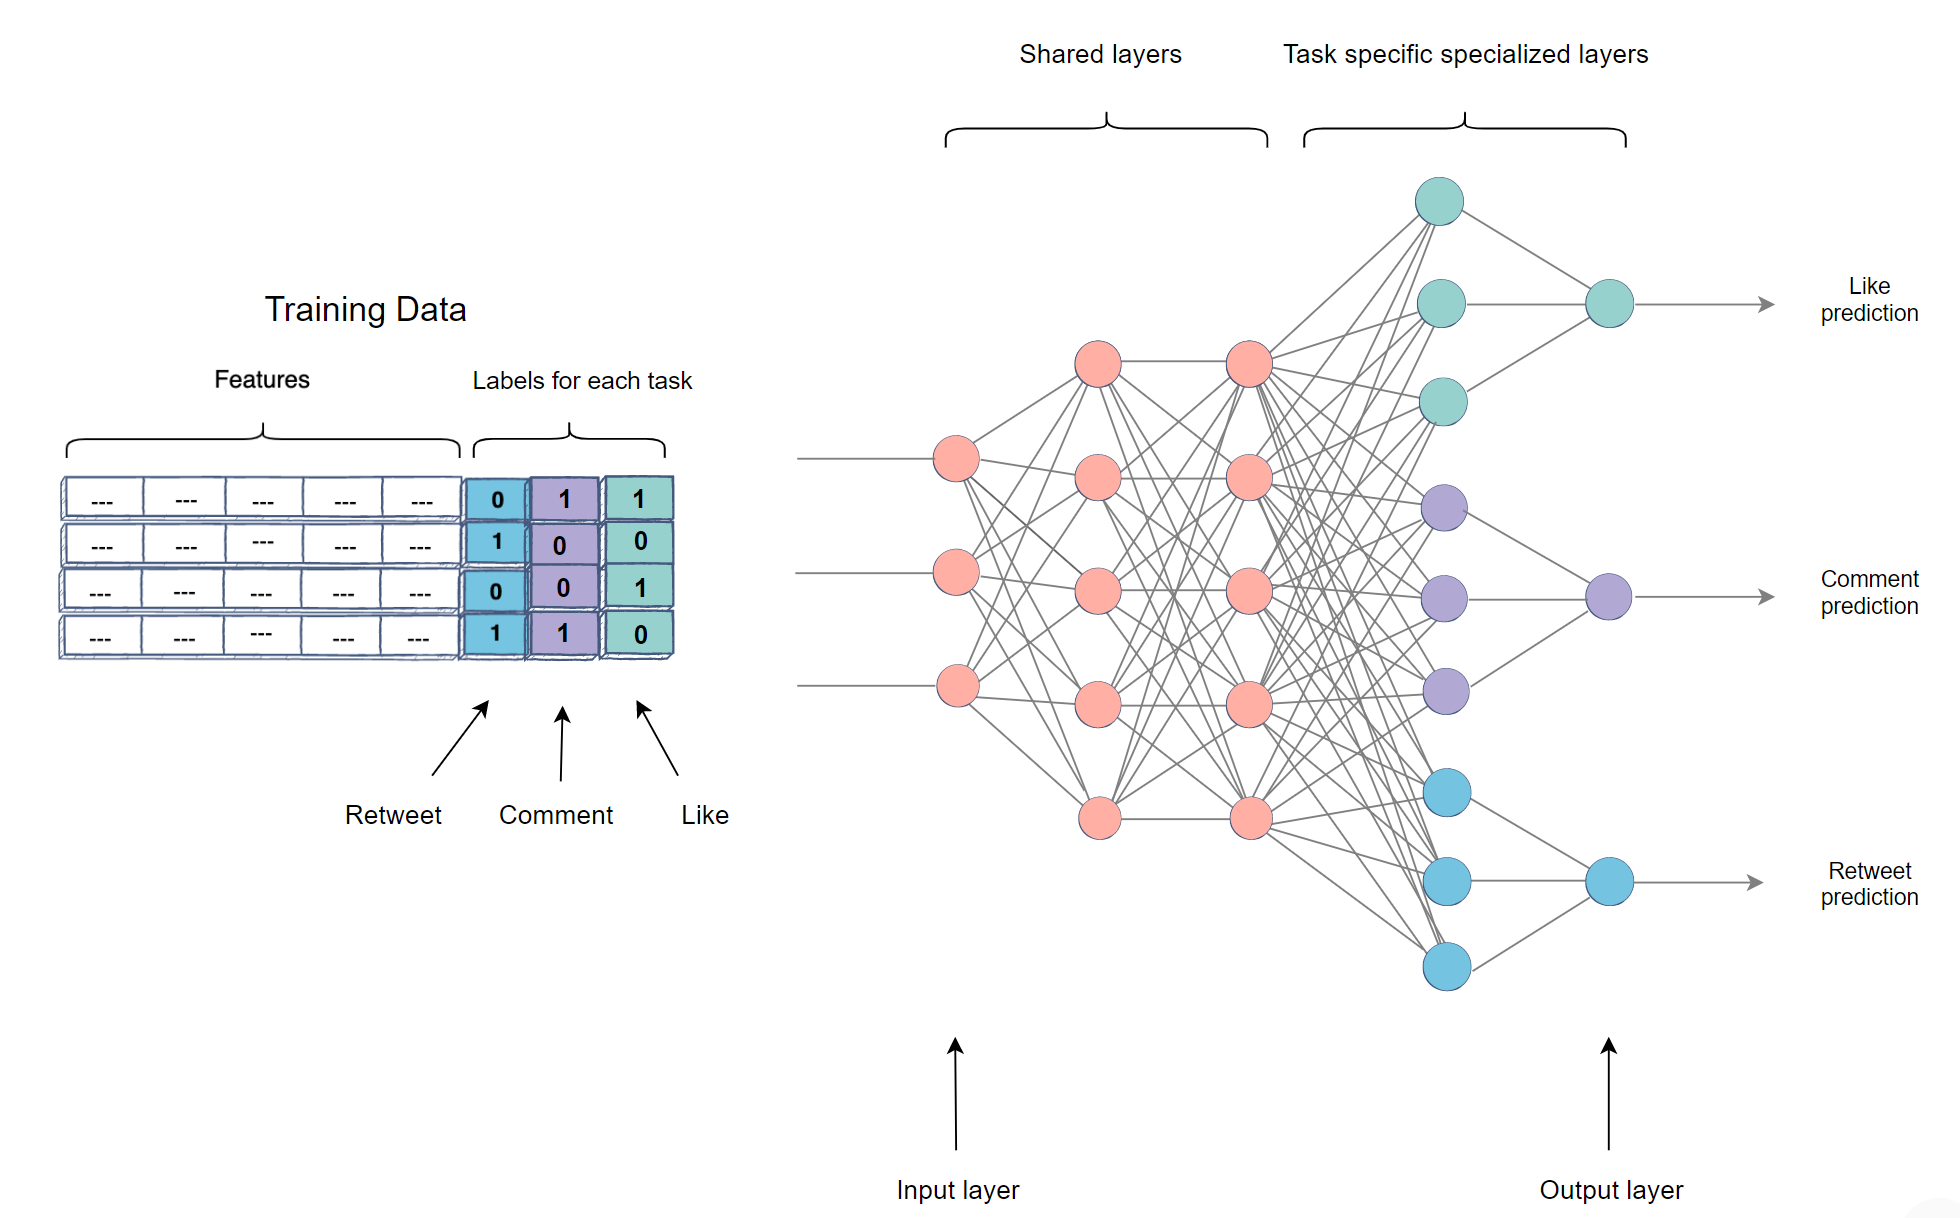 Shared layers
Task specific specialized layers
Training Data
Features
Labels for each task
--- --- --- --- --- 0 1 1
--- --- --- --- --- 1 0 0
--- --- --- --- --- 0 0 1
--- --- --- --- --- 1 1 0
Retweet
Comment
Like
Like
prediction
Comment
prediction
Retweet
prediction
Input layer
Output layer